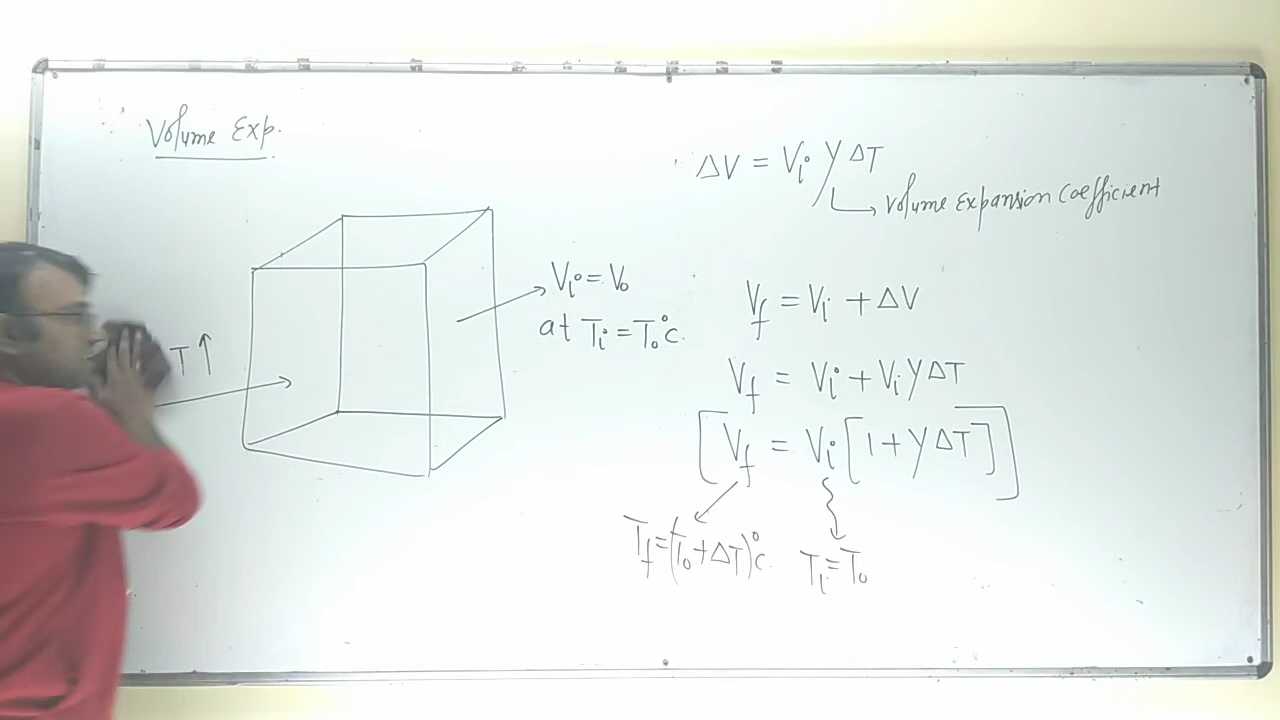 Volume Exp.
T↑
Vi = V₀
at Ti = T₀°c.
ΔV = Vi γ ΔT
Volume Expansion Coefficient
Vf = Vi + ΔV
Vf = Vi + Vi γ ΔT
[Vf = Vi [1 + γ ΔT]]
Tf = (T₀ + ΔT)°c. Ti = T₀